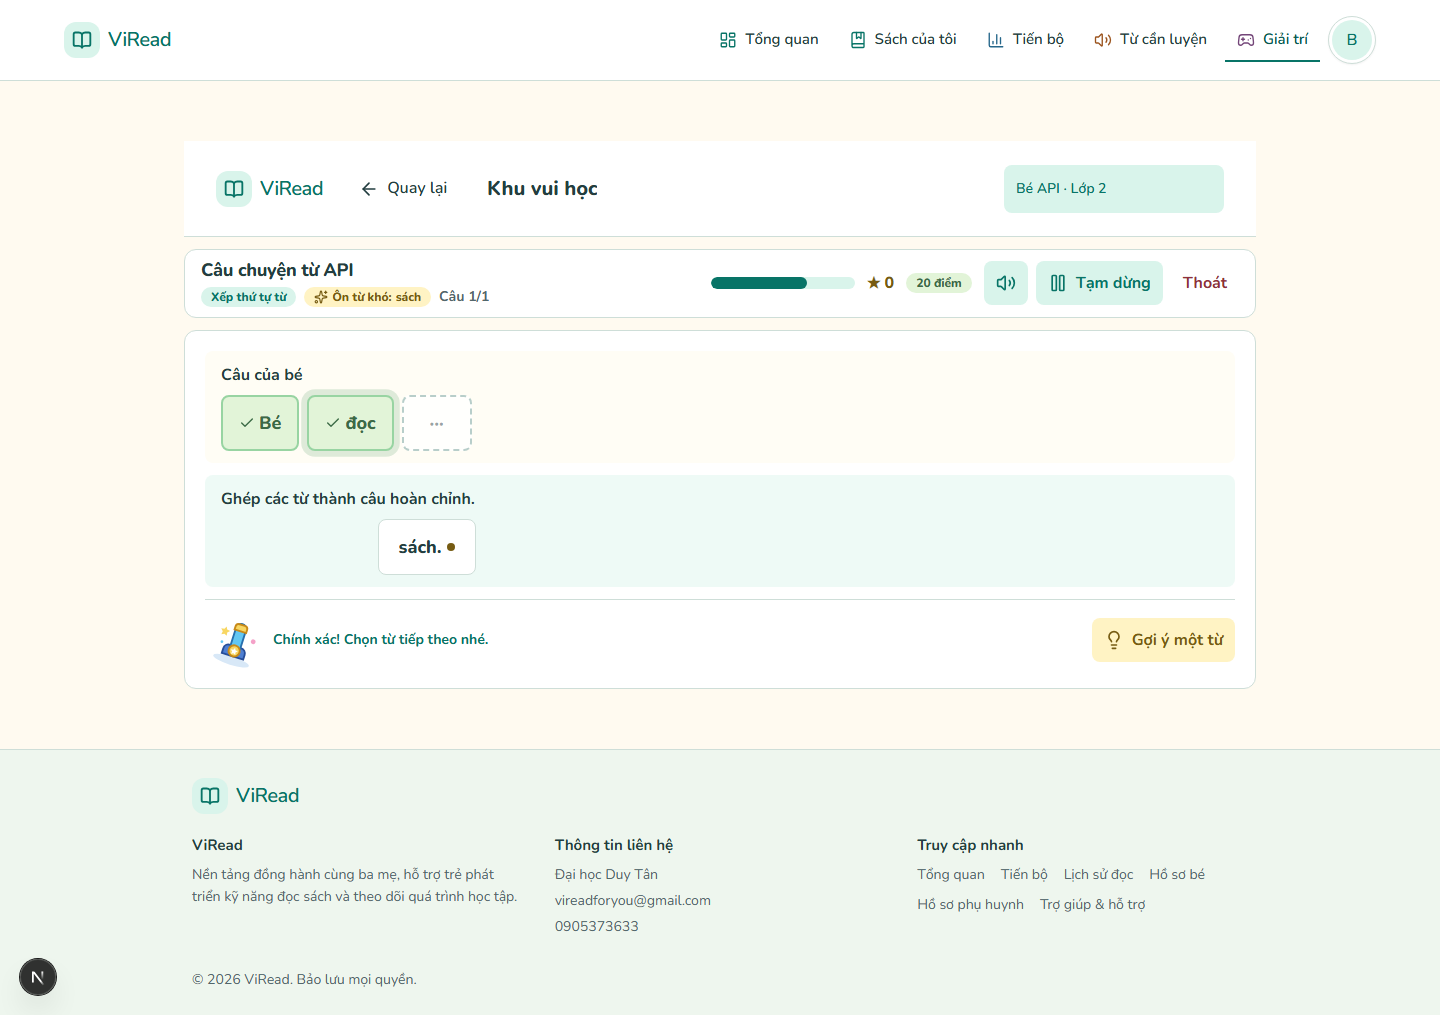 ViRead
Tổng quan
Sách của tôi
Tiến bộ
Từ cần luyện
Giải trí
B
ViRead
Quay lại
Khu vui học
Bé API · Lớp 2
Câu chuyện từ API
Xếp thứ tự từ
Ôn từ khó: sách
Câu 1/1
★ 0
20 điểm
Tạm dừng
Thoát
Câu của bé
Bé
đọc
...
Ghép các từ thành câu hoàn chỉnh.
sách.
Chính xác! Chọn từ tiếp theo nhé.
Gợi ý một từ
ViRead
ViRead
Nền tảng đồng hành cùng ba mẹ, hỗ trợ trẻ phát
triển kỹ năng đọc sách và theo dõi quá trình học tập.
Thông tin liên hệ
Đại học Duy Tân
vireadforyou@gmail.com
0905373633
Truy cập nhanh
Tổng quan
Tiến bộ
Lịch sử đọc
Hồ sơ bé
Hồ sơ phụ huynh
Trợ giúp & hỗ trợ
N
© 2026 ViRead. Bảo lưu mọi quyền.